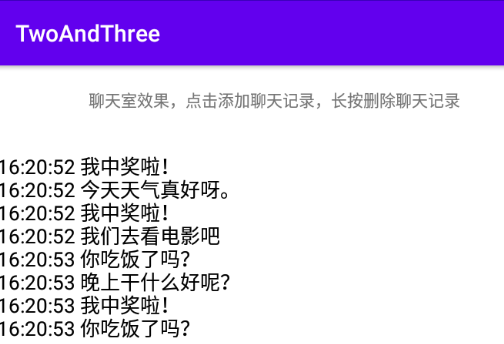 TwoAndThree
聊天室效果，点击添加聊天记录，长按删除聊天记录
16:20:52 我中奖啦！
16:20:52 今天天气真好呀。
16:20:52 我中奖啦！
16:20:52 我们去看电影吧
16:20:53 你吃饭了吗？
16:20:53 晚上干什么好呢？
16:20:53 我中奖啦！
16:20:53 你吃饭了吗？